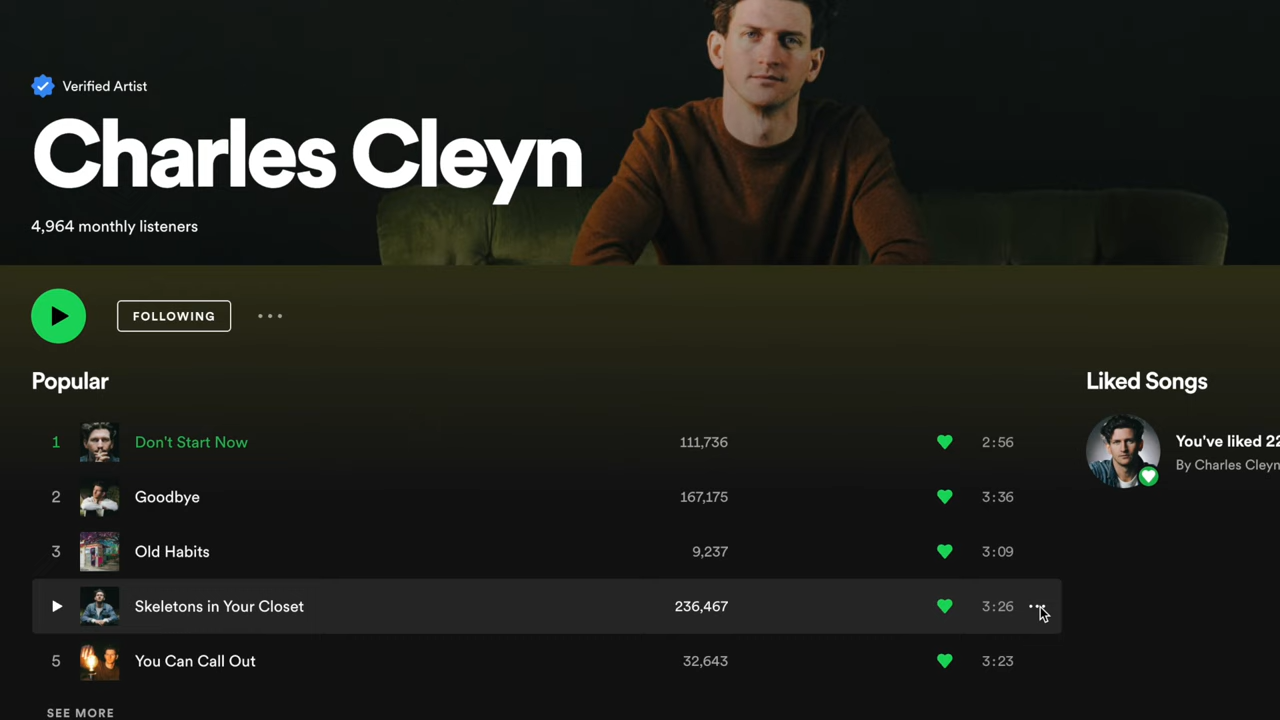 Verified Artist
Charles Cleyn
4,964 monthly listeners
FOLLOWING
Popular
Liked Songs
1 Don't Start Now 111,736 2:56
You've liked 22
By Charles Cleyn
2 Goodbye 167,175 3:36
3 Old Habits 9,237 3:09
Skeletons in Your Closet 236,467 3:26
5 You Can Call Out 32,643 3:23
SEE MORE